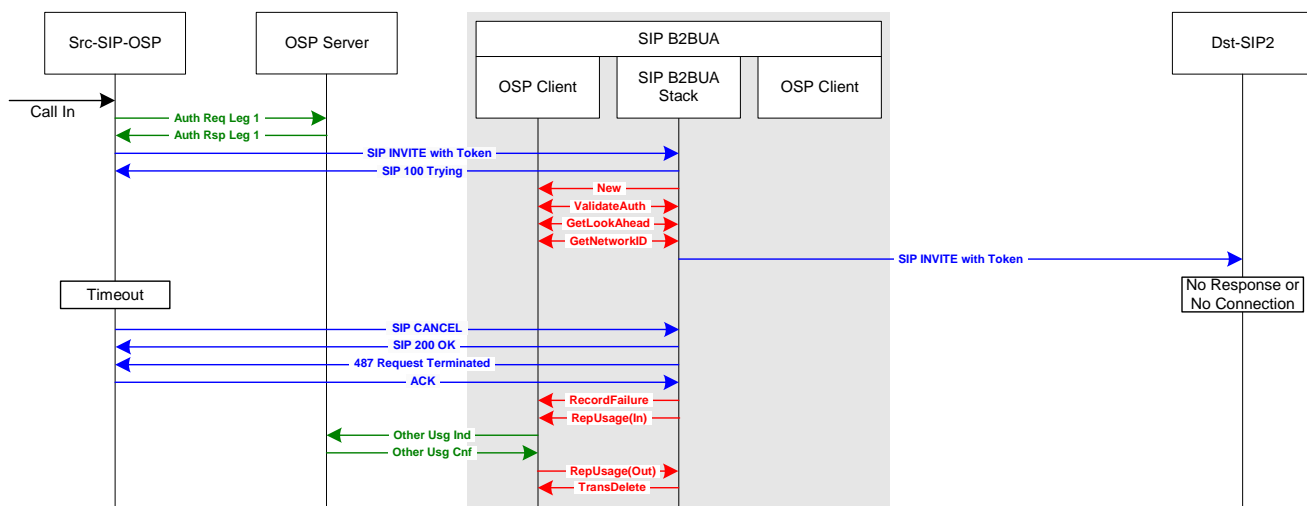 Src-SIP-OSP
OSP Server
SIP B2BUA
Dst-SIP2
OSP Client
SIP B2BUA
Stack
OSP Client
Call In
Auth Req Leg 1
Auth Rsp Leg 1
SIP INVITE with Token
SIP 100 Trying
New
ValidateAuth
GetLookAhead
GetNetworkID
SIP INVITE with Token
Timeout
No Response or
No Connection
SIP CANCEL
SIP 200 OK
487 Request Terminated
ACK
RecordFailure
RepUsage(In)
Other Usg Ind
Other Usg Cnf
RepUsage(Out)
TransDelete